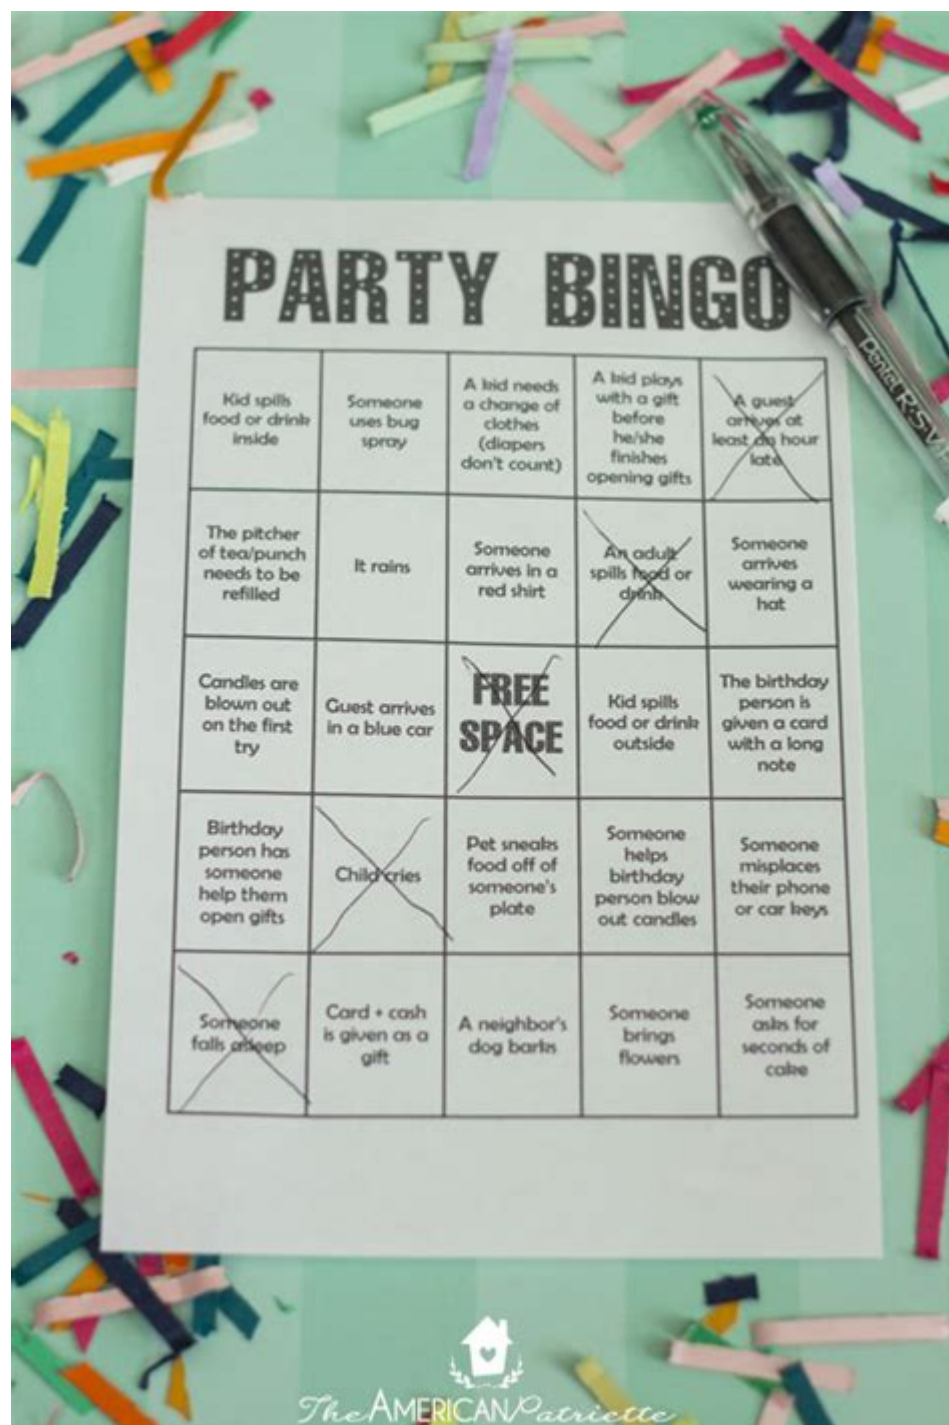 PARTY BINGO
Kid spills
food or drink
inside
Someone
uses bug
spray
A kid needs
a change of
clothes
(diapers
don't count)
A kid plays
with a gift
before
he/she
finishes
opening gifts
A guest
arrives at
least an hour
late
The pitcher
of tea/punch
needs to be
refilled
It rains
Someone
arrives in a
red shirt
An adult
spills food or
drink
Someone
arrives
wearing a
hat
Candles are
blown out
on the first
try
Guest arrives
in a blue car
FREE
SPACE
Kid spills
food or drink
outside
The birthday
person is
given a card
with a long
note
Birthday
person has
someone
help them
open gifts
Child cries
Pet sneaks
food off of
someone's
plate
Someone
helps
birthday
person blow
out candles
Someone
misplaces
their phone
or car keys
Someone
falls asleep
Card + cash
is given as a
gift
A neighbor's
dog barks
Someone
brings
flowers
Someone
asks for
seconds of
cake
Pentel R.S.V.P.
The AMERICAN Patriette